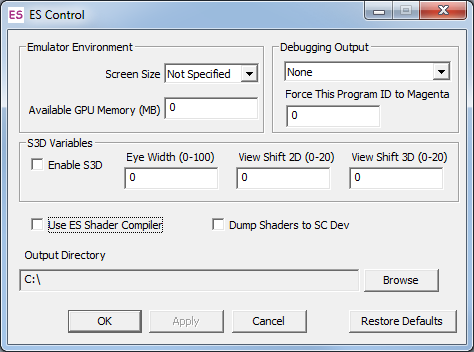 ES ES Control
Emulator Environment
Screen Size Not Specified
Available GPU Memory (MB) 0
Debugging Output
None
Force This Program ID to Magenta
0
S3D Variables
Enable S3D
Eye Width (0-100) View Shift 2D (0-20) View Shift 3D (0-20)
0 0 0
Use ES Shader Compiler Dump Shaders to SC Dev
Output Directory
C:\ Browse
OK Apply Cancel Restore Defaults